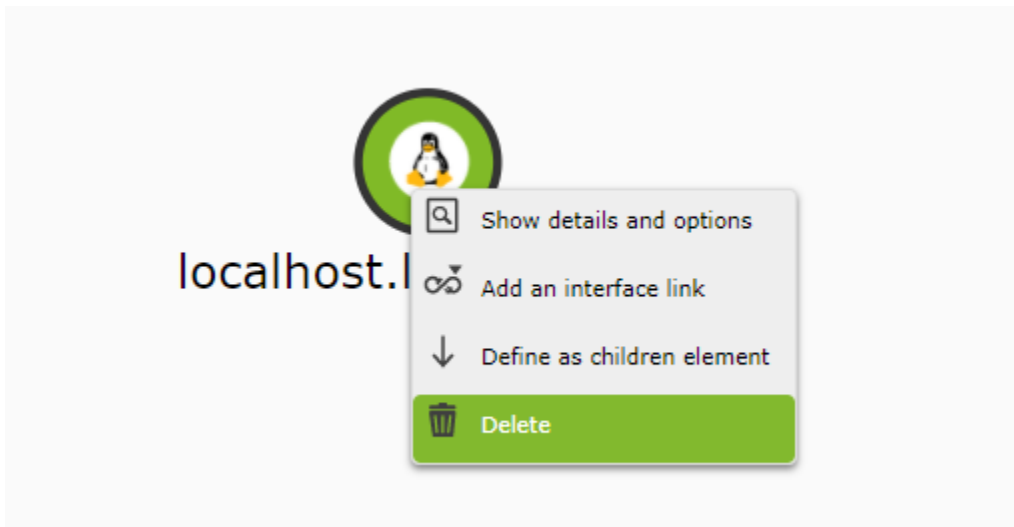 Show details and options
localhost.l
Add an interface link
Define as children element
Delete